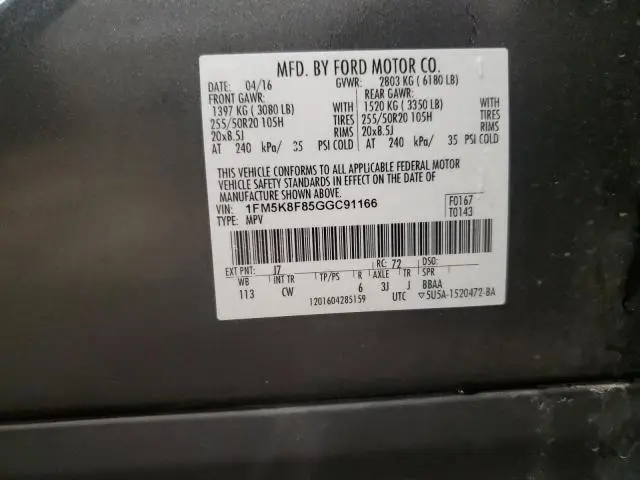 MFD. BY FORD MOTOR CO.
DATE: 04/16 GVWR: 2803 KG ( 6180 LB)
FRONT GAWR: REAR GAWR:
1397 KG ( 3080 LB) WITH 1520 KG ( 3350 LB) WITH
255/50R20 105H TIRES 255/50R20 105H TIRES
20x8.5J RIMS 20x8.5J RIMS
AT 240 kPa/ 35 PSI COLD AT 240 kPa/ 35 PSI COLD
THIS VEHICLE CONFORMS TO ALL APPLICABLE FEDERAL MOTOR
VEHICLE SAFETY STANDARDS IN EFFECT ON THE DATE OF
MANUFACTURE SHOWN ABOVE.
VIN: 1FM5K8F85GGC91166 F0167
TYPE: MPV T0143
EXT PNT: J7 RC: 72 DSO:
WB INT TR TP/PS R AXLE TR SPR
113 CW 6 3J J BBAA
1201604285159 UTC ▽5U5A-1520472-BA